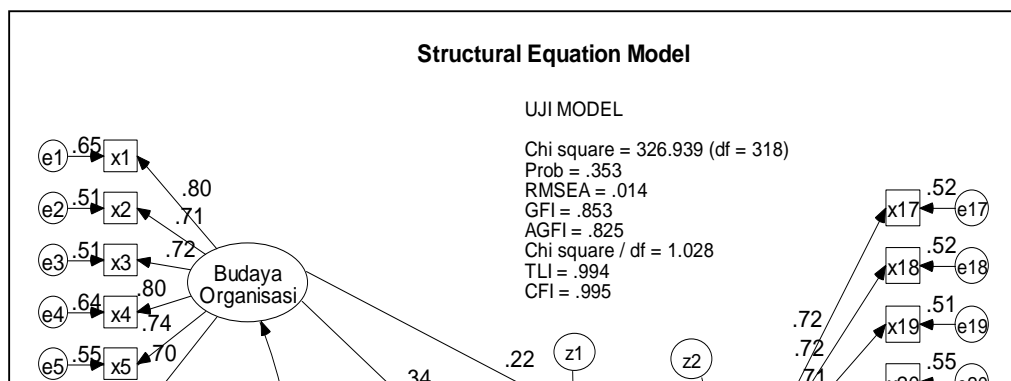 Structural Equation Model
UJI MODEL
Chi square = 326.939 (df = 318)
Prob = .353
RMSEA = .014
GFI = .853
AGFI = .825
Chi square / df = 1.028
TLI = .994
CFI = .995
e1 .65 x1
.80
e2 .51 x2
.71
e3 .51 x3
.72
e4 .64 x4
.80
e5 .55 x5
.74
.70
Budaya
Organisasi
.22
.34
z1
z2
x17 .52 e17
x18 .52 e18
x19 .51 e19
.55
.72
.72
.71